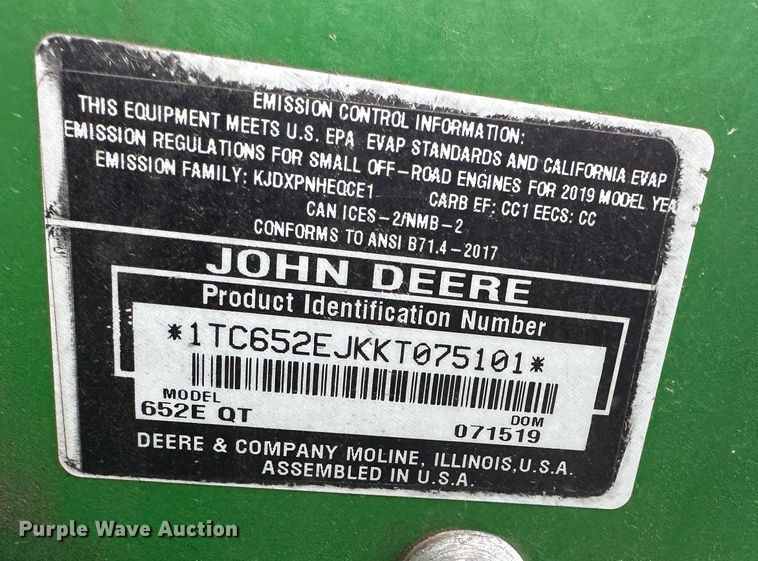 EMISSION CONTROL INFORMATION:
THIS EQUIPMENT MEETS U.S. EPA EVAP STANDARDS AND CALIFORNIA EVAP
EMISSION REGULATIONS FOR SMALL OFF-ROAD ENGINES FOR 2019 MODEL YEA
EMISSION FAMILY: KJDXPNHEQCE1 CARB EF: CC1 EECS: CC
CAN ICES-2/NMB-2
CONFORMS TO ANSI B71.4-2017
JOHN DEERE
Product Identification Number
*1TC652EJKKT075101*
MODEL DOM
652E QT 071519
DEERE & COMPANY MOLINE, ILLINOIS,U.S.A.
ASSEMBLED IN U.S.A.
Purple Wave Auction